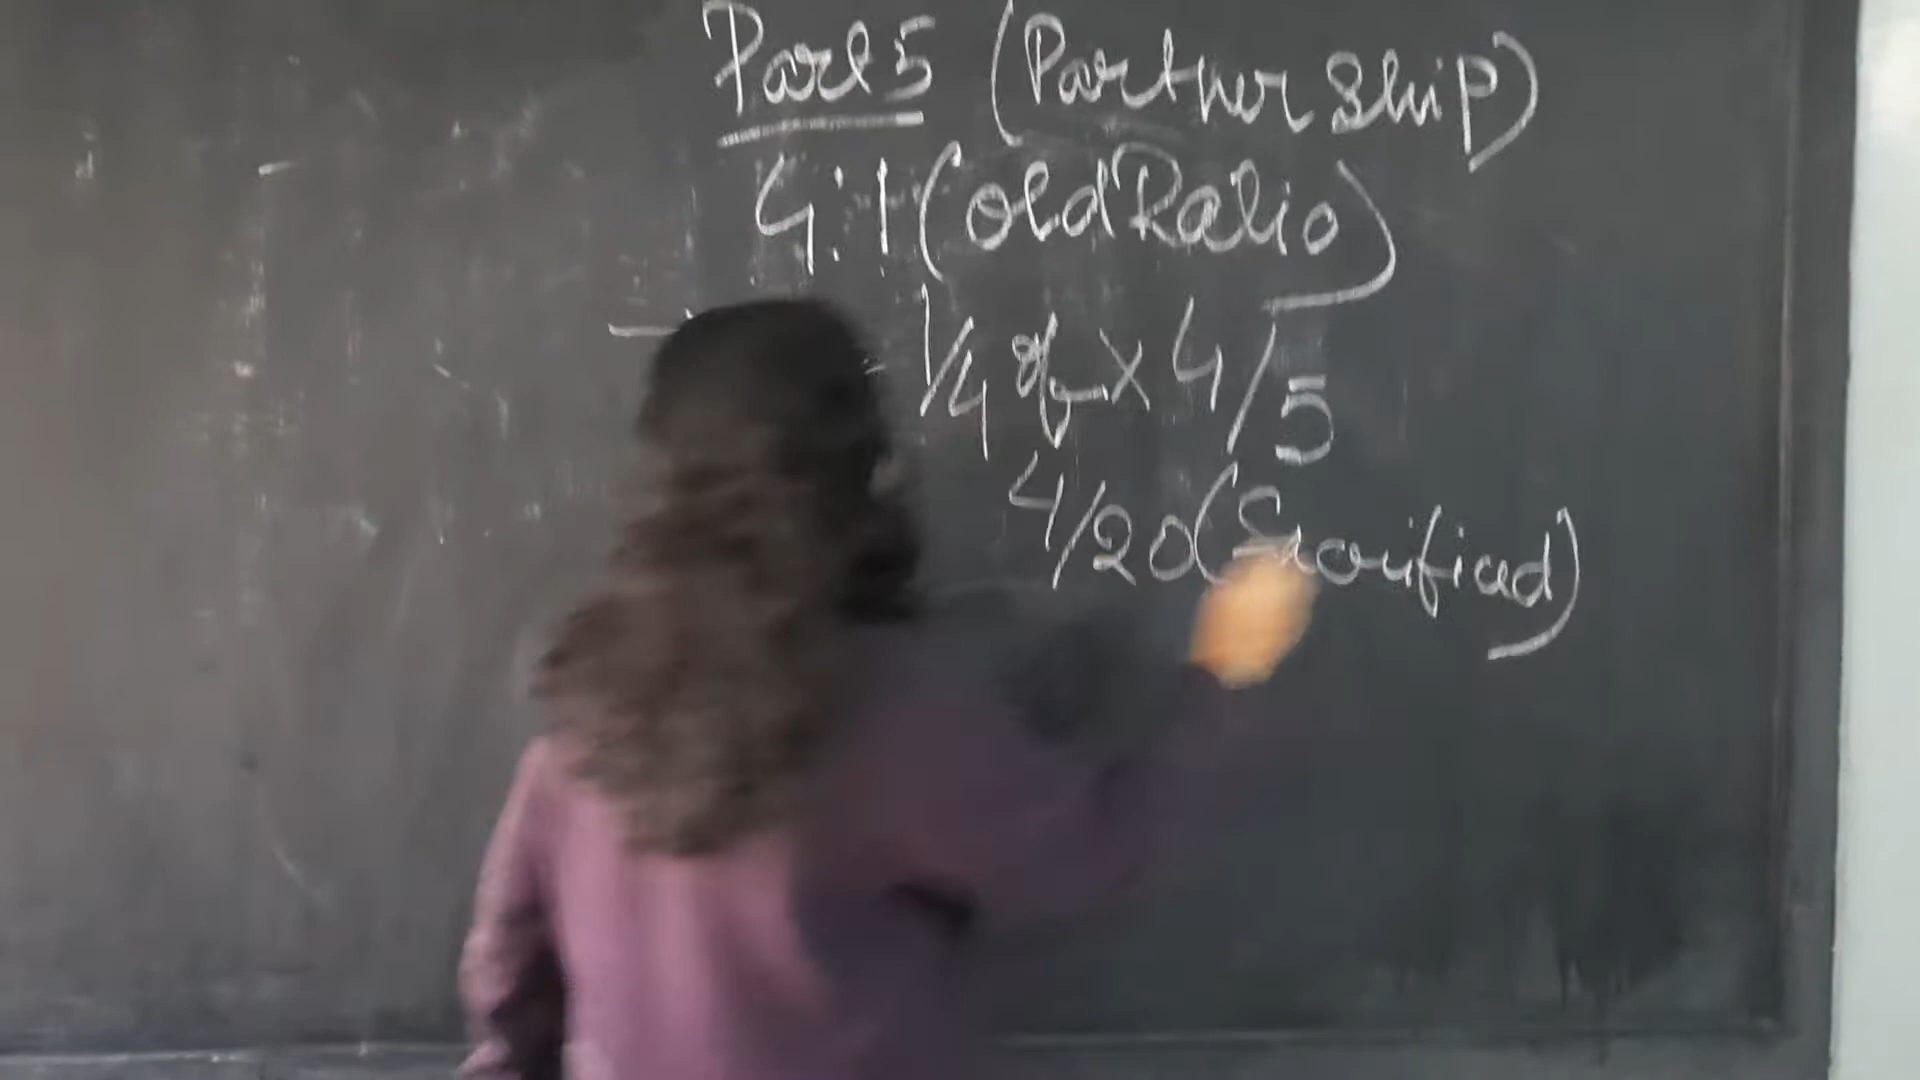 Part 5 (Partnership)
4:1 (Old Ratio)
1/4 of x 4/5
4/20 (Sacrificed)